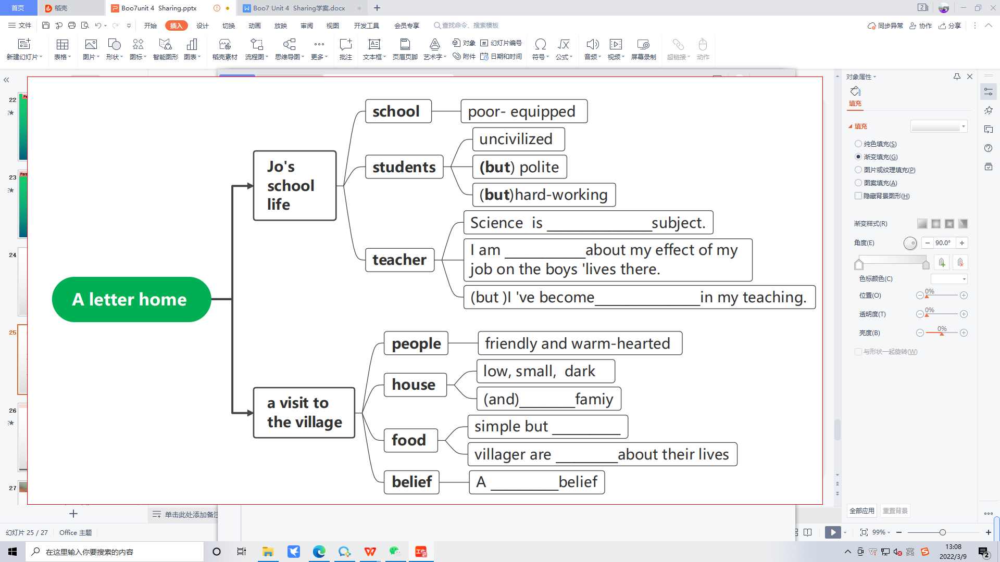 首页
稻壳
Boo7unit 4 Sharing.pptx
Boo7 Unit 4 Sharing学案.docx
文件
开始
插入
设计
切换
动画
放映
审阅
视图
开发工具
会员专享
查找命令、搜索模板
同步异常
协作
分享
新建幻灯片
表格
图片
形状
图标
智能图形
图表
稻壳素材
流程图
思维导图
更多
批注
文本框
页眉页脚
艺术字
对象
附件
幻灯片编号
日期和时间
符号
公式
音频
视频
屏幕录制
超链接
动作
22
23
24
25
26
27
A letter home
Jo's
school
life
school
poor- equipped
students
uncivilized
(but) polite
(but)hard-working
teacher
Science is _____________subject.
I am __________about my effect of my
job on the boys 'lives there.
(but )I 've become_____________in my teaching.
a visit to
the village
people
friendly and warm-hearted
house
low, small, dark
(and)_______famiy
food
simple but ________
villager are ________about their lives
belief
A ________belief
对象属性
填充
填充
纯色填充(S)
渐变填充(G)
图片或纹理填充(P)
图案填充(A)
隐藏背景图形(H)
渐变样式(R)
角度(E)
90.0°
色标颜色(C)
位置(O)
0%
透明度(T)
0%
亮度(B)
0%
与形状一起旋转(W)
全部应用
重置背景
单击此处添加备注
幻灯片 25 / 27
Office 主题
99%
在这里输入你要搜索的内容
英
13:08
2022/3/9
2